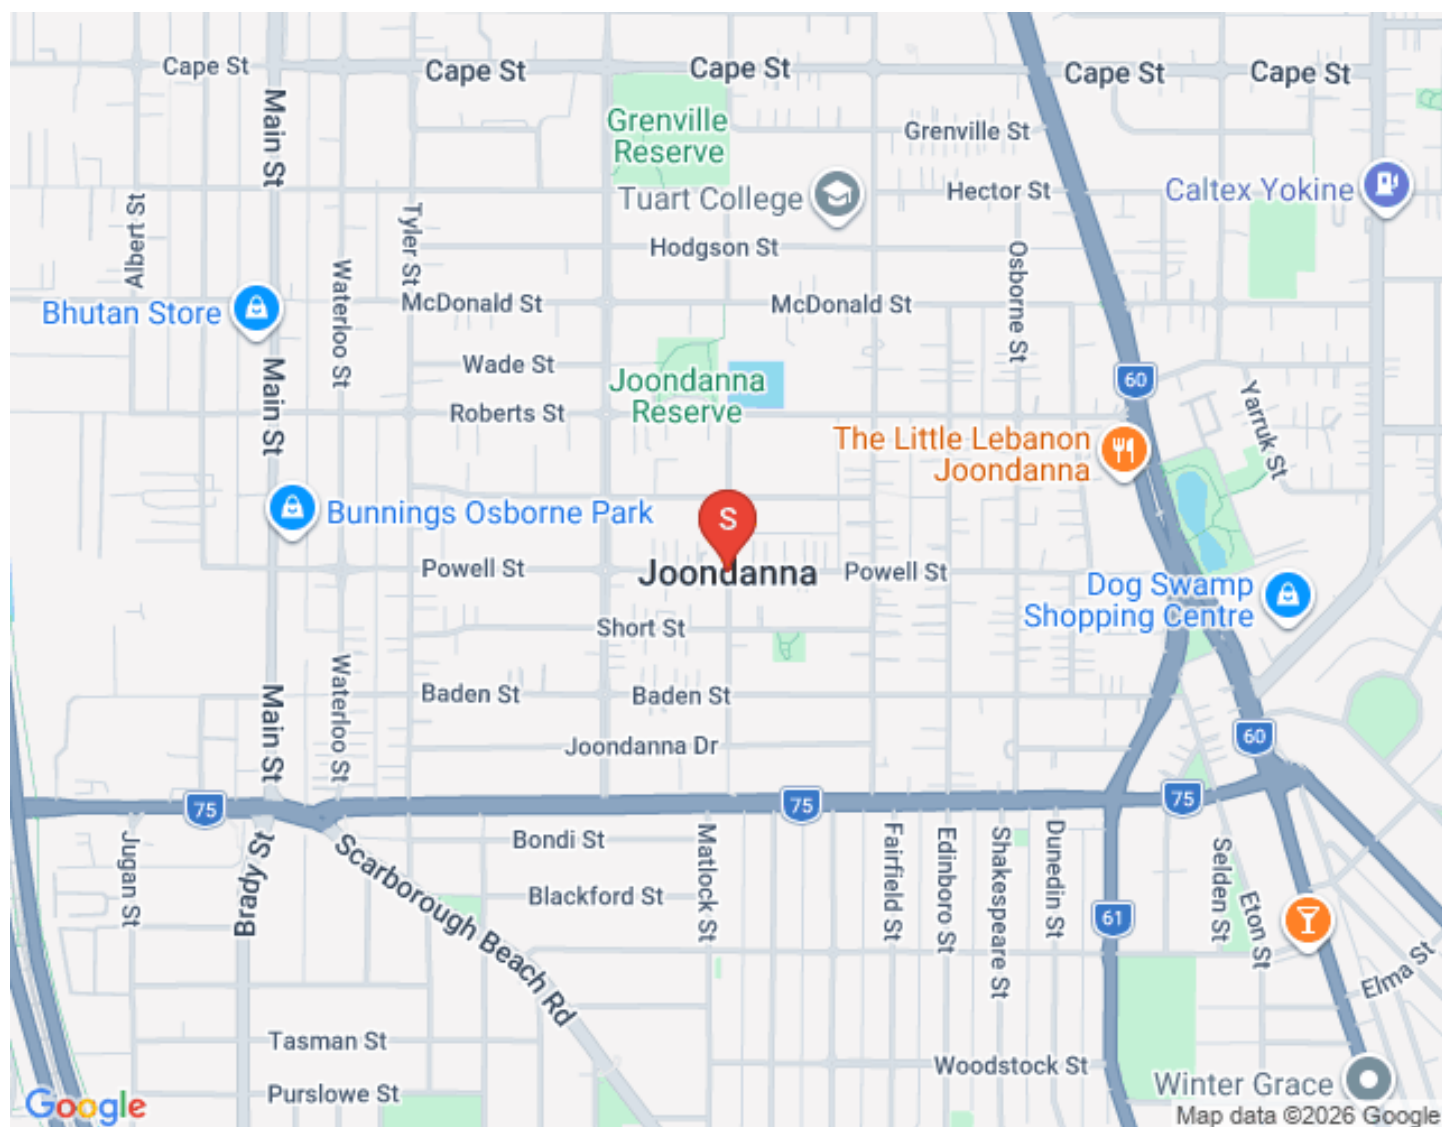 Cape St
Cape St
Cape St
Cape St
Cape St
Main St
Grenville
Reserve
Grenville St
Tuart College
Hector St
Caltex Yokine
Albert St
Tyler St
Hodgson St
Osborne St
Waterloo St
McDonald St
McDonald St
Bhutan Store
Main St
Wade St
Joondanna
Reserve
60
Yarruk St
Roberts St
The Little Lebanon
Joondanna
Bunnings Osborne Park
S
Powell St
Joondanna
Powell St
Dog Swamp
Shopping Centre
Short St
Waterloo St
Main St
Baden St
Baden St
Joondanna Dr
60
75
75
75
Jugan St
Brady St
Scarborough Beach Rd
Bondi St
Matlock St
Fairfield St
Edinboro St
Shakespeare St
Dunedin St
Selden St
Eton St
Blackford St
61
Elma St
Tasman St
Woodstock St
Purslowe St
Winter Grace
Google
Map data ©2026 Google